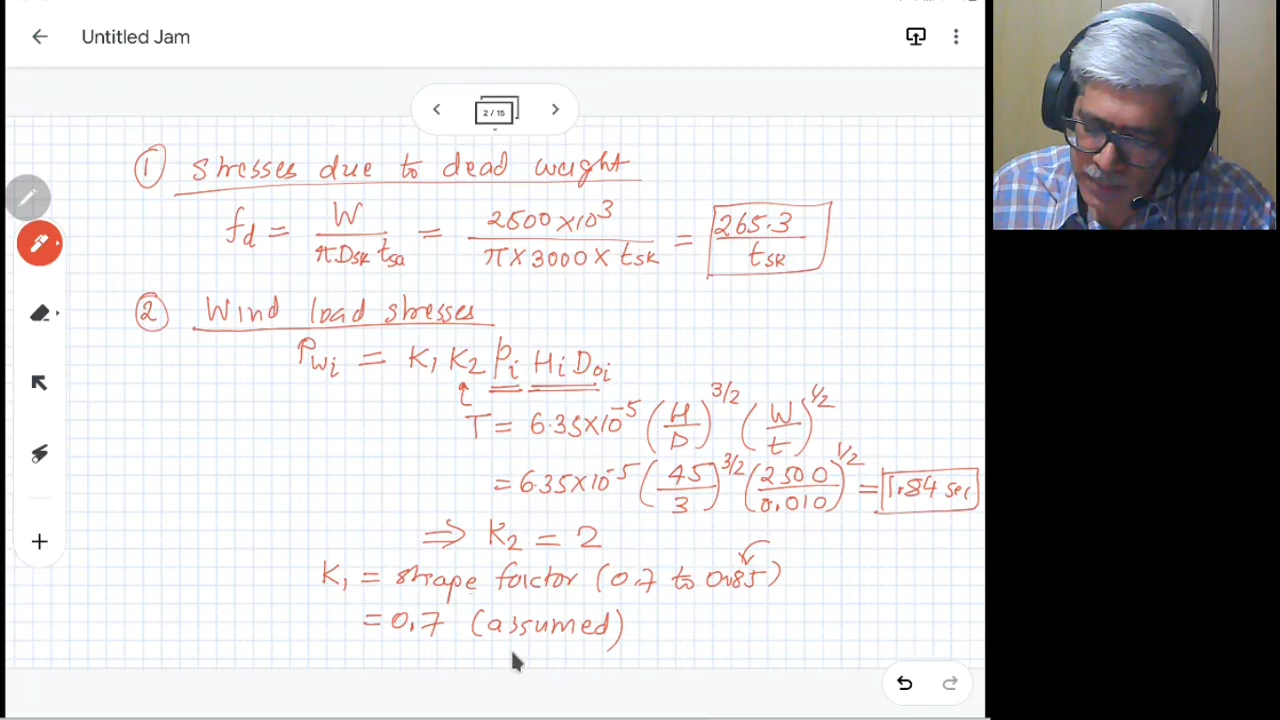 Untitled Jam
2 / 15
① Stresses due to dead weight
fd = W / πDsk tsa = 2500×10³ / π×3000×tsk = 265.3 / tsk
② Wind load stresses
Pwi = K₁ K₂ pi Hi Doi
T = 6.35×10⁻⁵ (H/D)^3/2 (W/t)^1/2
= 6.35×10⁻⁵ (45/3)^3/2 (2500/0.010)^1/2 = 1.84 sec
⇒ K₂ = 2
K₁ = shape factor (0.7 to 0.85)
= 0.7 (assumed)